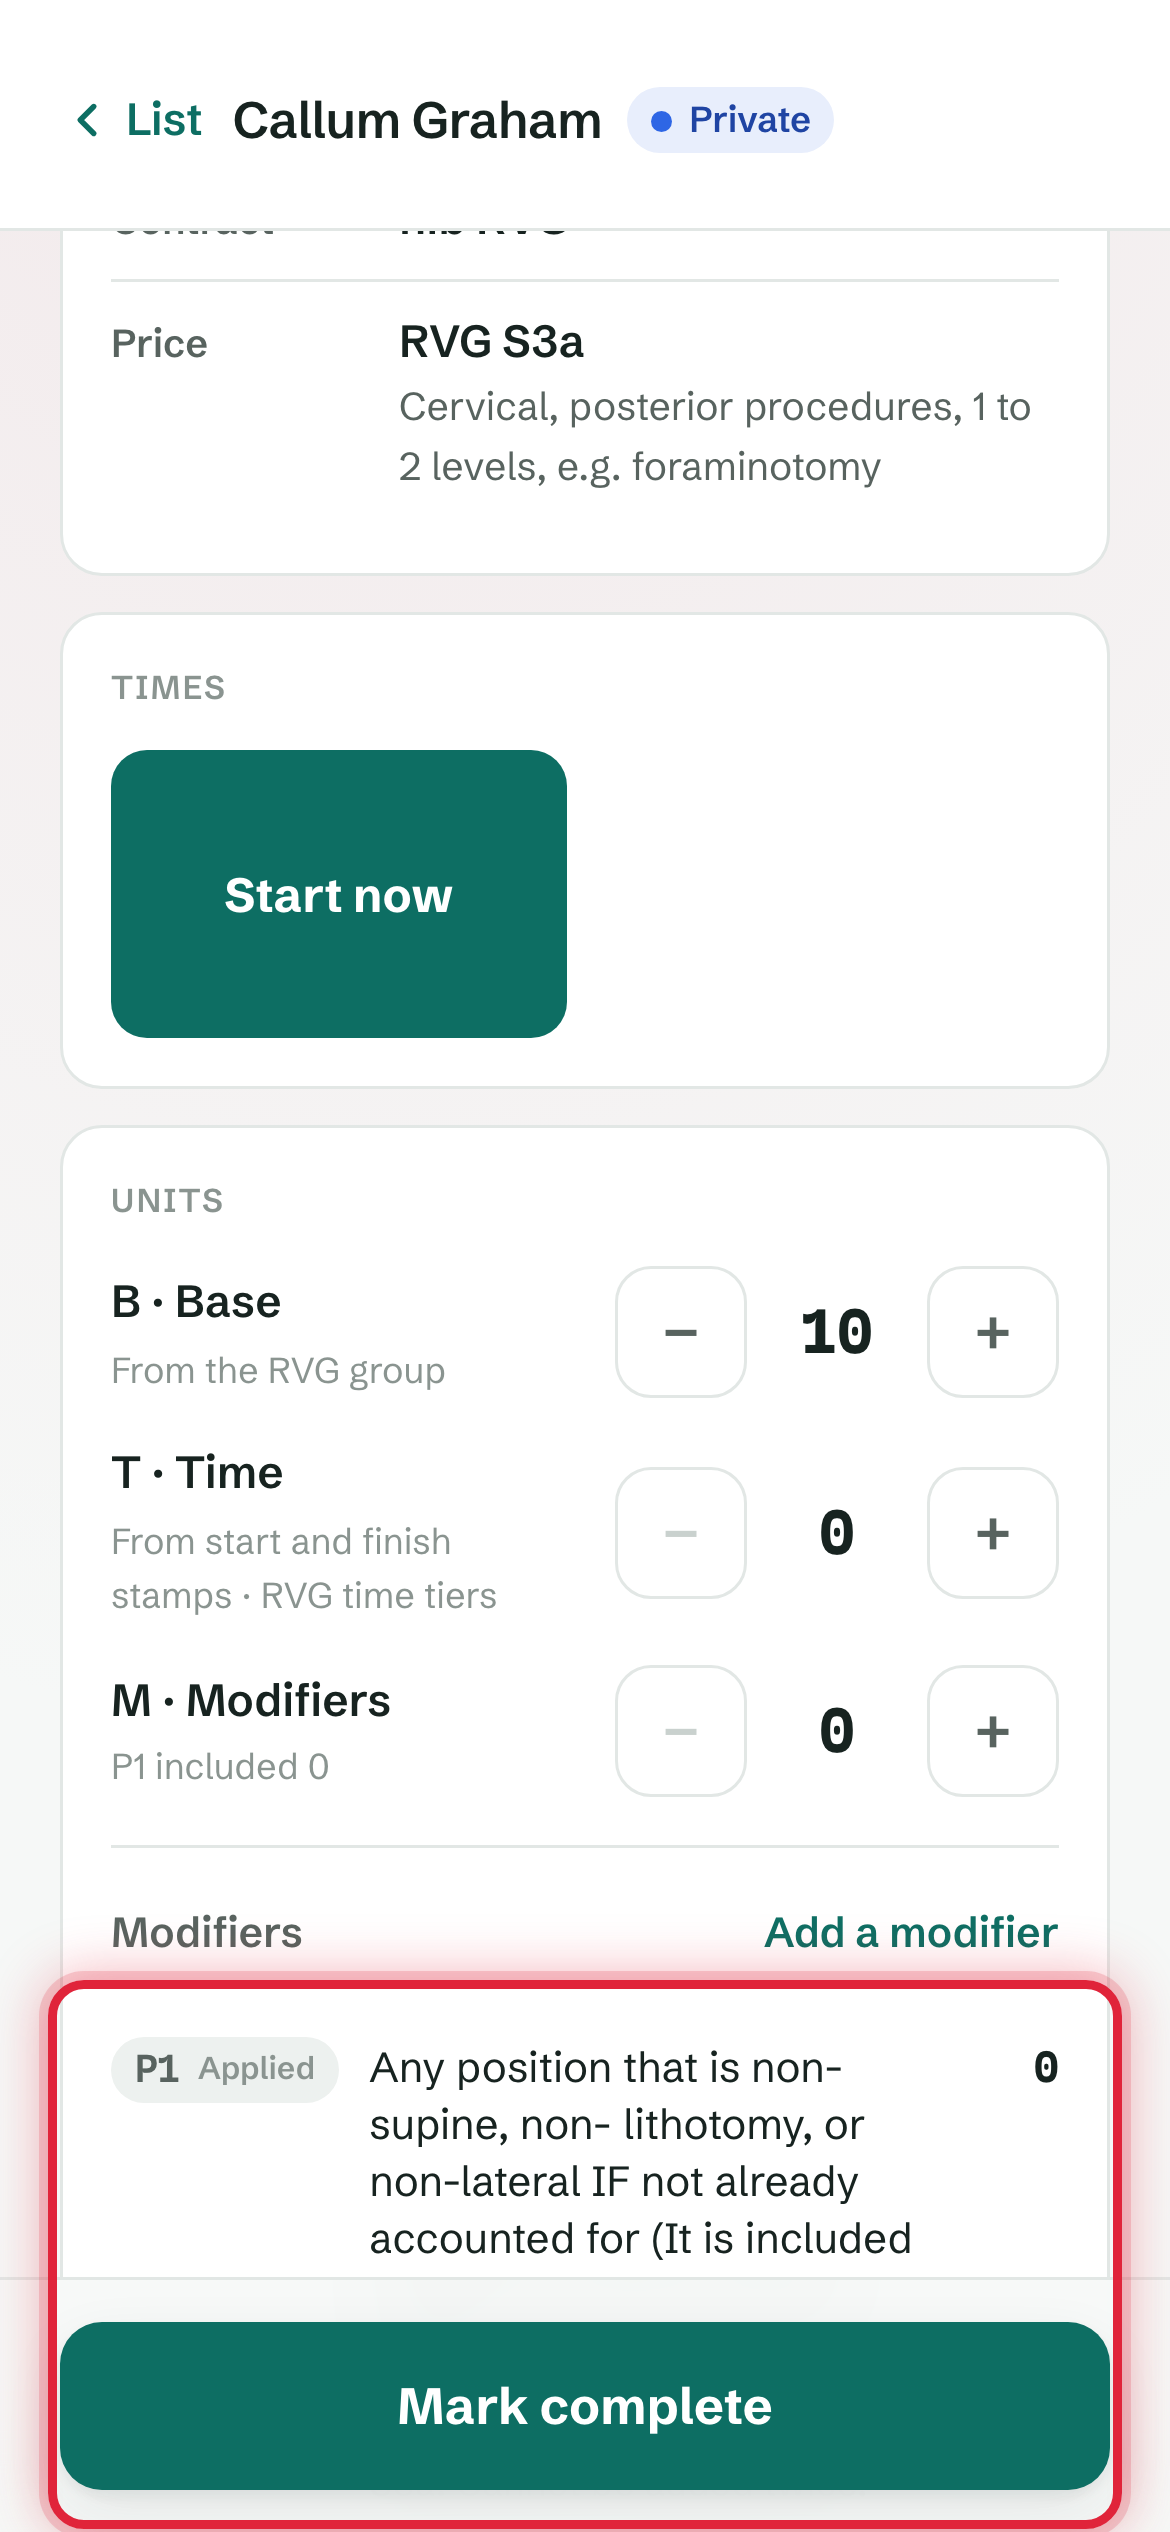 List Callum Graham Private
Price RVG S3a
Cervical, posterior procedures, 1 to
2 levels, e.g. foraminotomy
TIMES
Start now
UNITS
B · Base
From the RVG group
− 10 +
T · Time
From start and finish
stamps · RVG time tiers
− 0 +
M · Modifiers
P1 included 0
− 0 +
Modifiers Add a modifier
P1 Applied Any position that is non- 0
supine, non- lithotomy, or
non-lateral IF not already
accounted for (It is included
Mark complete